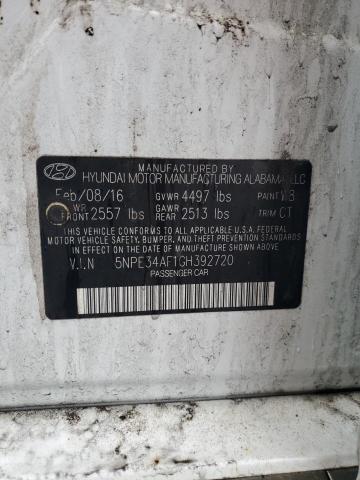 MANUFACTURED BY
HYUNDAI MOTOR MANUFACTURING ALABAMA, LLC
Feb/08/16 GVWR 4497 lbs PAINT W8
GAWR FRONT 2557 lbs GAWR REAR 2513 lbs TRIM CT
THIS VEHICLE CONFORMS TO ALL APPLICABLE U.S.A. FEDERAL
MOTOR VEHICLE SAFETY, BUMPER, AND THEFT PREVENTION STANDARDS
IN EFFECT ON THE DATE OF MANUFACTURE SHOWN ABOVE.
V.I.N 5NPE34AF1GH392720
PASSENGER CAR